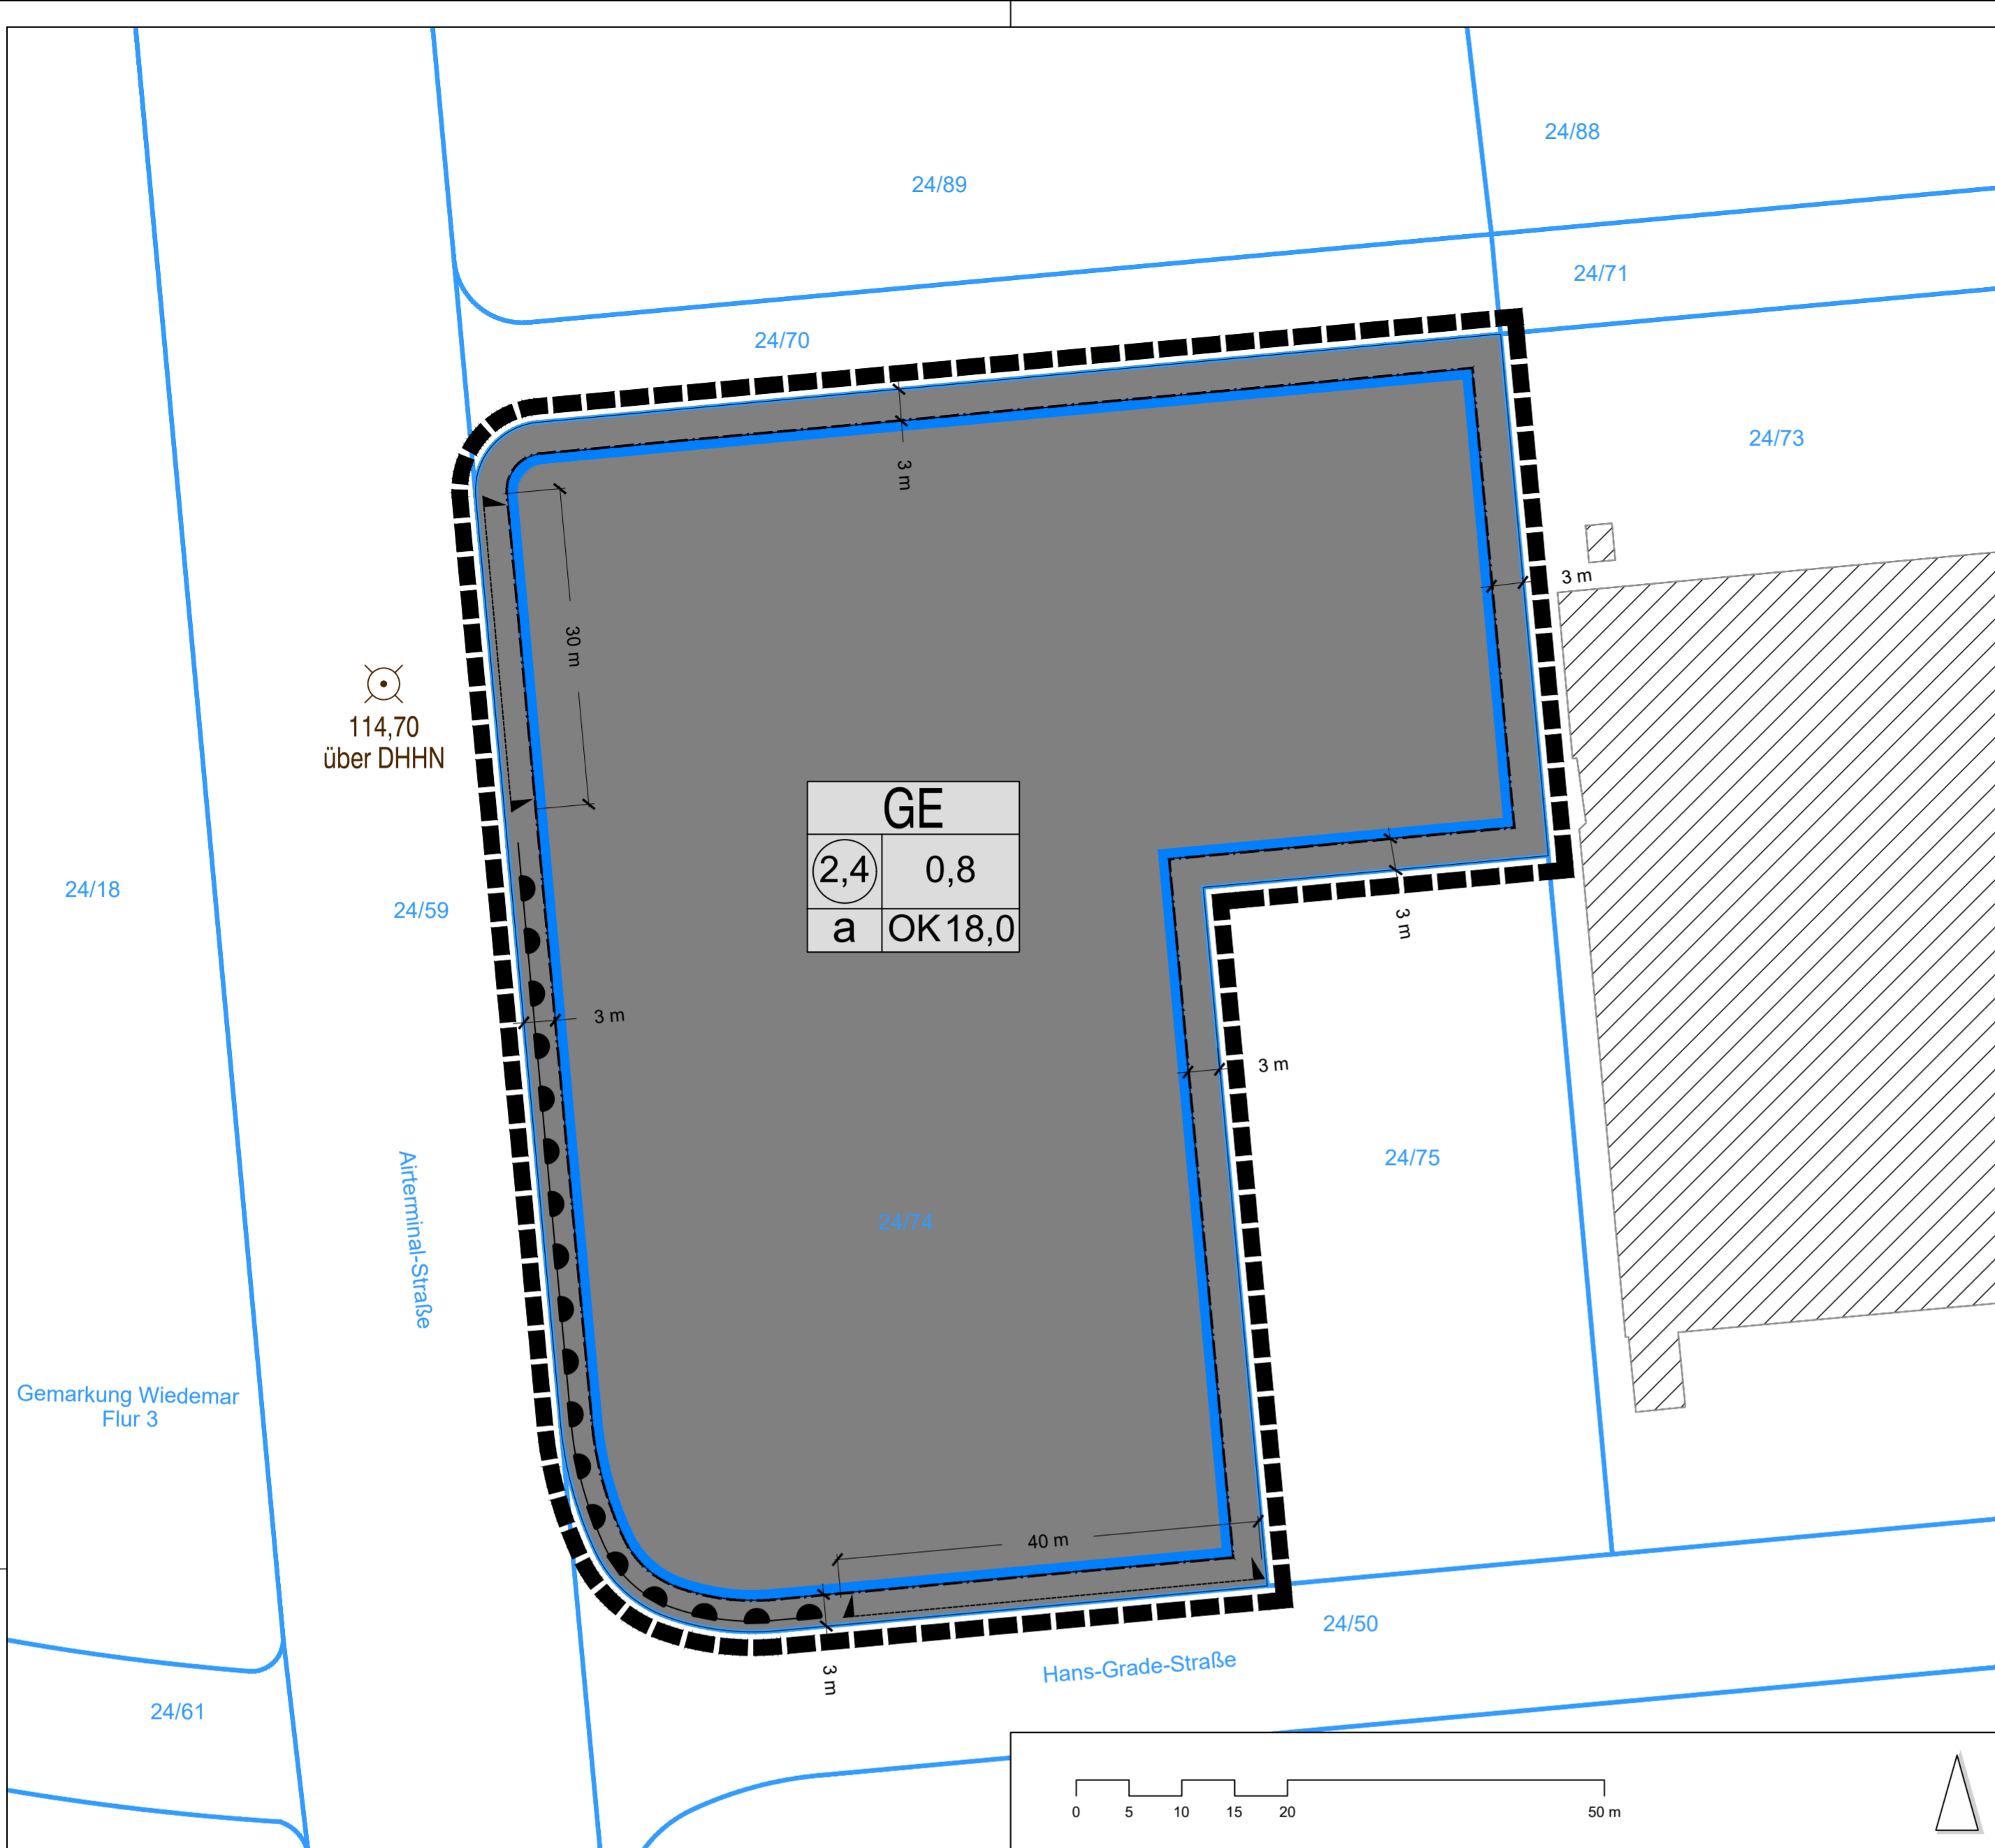 24/88
24/89
24/71
24/70
24/73
3 m
3 m
30 m
114,70
über DHHN
GE
2,4
0,8
a
OK 18,0
24/18
24/59
3 m
3 m
3 m
24/75
24/74
Airterminal-Straße
Gemarkung Wiedemar
Flur 3
40 m
24/50
Hans-Grade-Straße
3 m
24/61
0 5 10 15 20 50 m